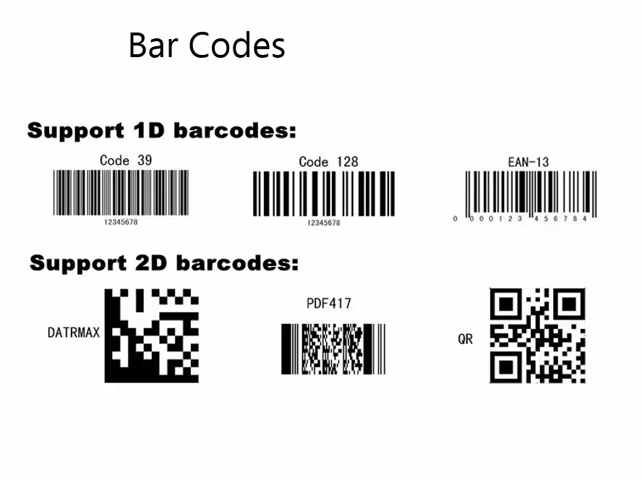 Bar Codes
Support 1D barcodes:
Code 39
Code 128
EAN-13
12345678
12345678
0 000123 456784
Support 2D barcodes:
DATRMAX
PDF417
QR